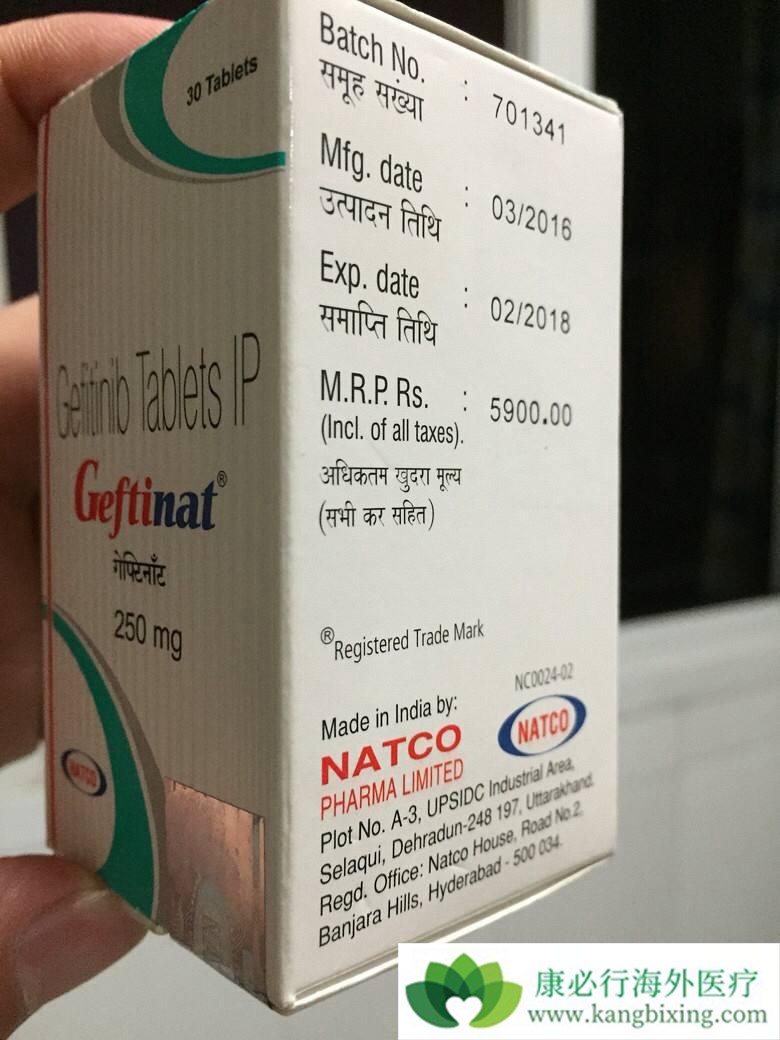 30 Tablets
Gefitinib Tablets IP
Geftinat®
गेफ्टिनाँट
250 mg
NATCO
Batch No. : 701341
समूह सख्या
Mfg. date : 03/2016
उत्पादन तिथि
Exp. date : 02/2018
समाप्ति तिथि
M.R.P. Rs. : 5900.00
(Incl. of all taxes).
अधिकतम खुदरा मूल्य
(सभी कर सहित)
®Registered Trade Mark
NC0024-02
Made in India by:
NATCO
NATCO
PHARMA LIMITED
Plot No. A-3, UPSIDC Industrial Area,
Selaqui, Dehradun-248 197, Uttarakhand.
Regd. Office: Natco House, Road No.2,
Banjara Hills, Hyderabad - 500 034.
康必行海外医疗
www.kangbixing.com